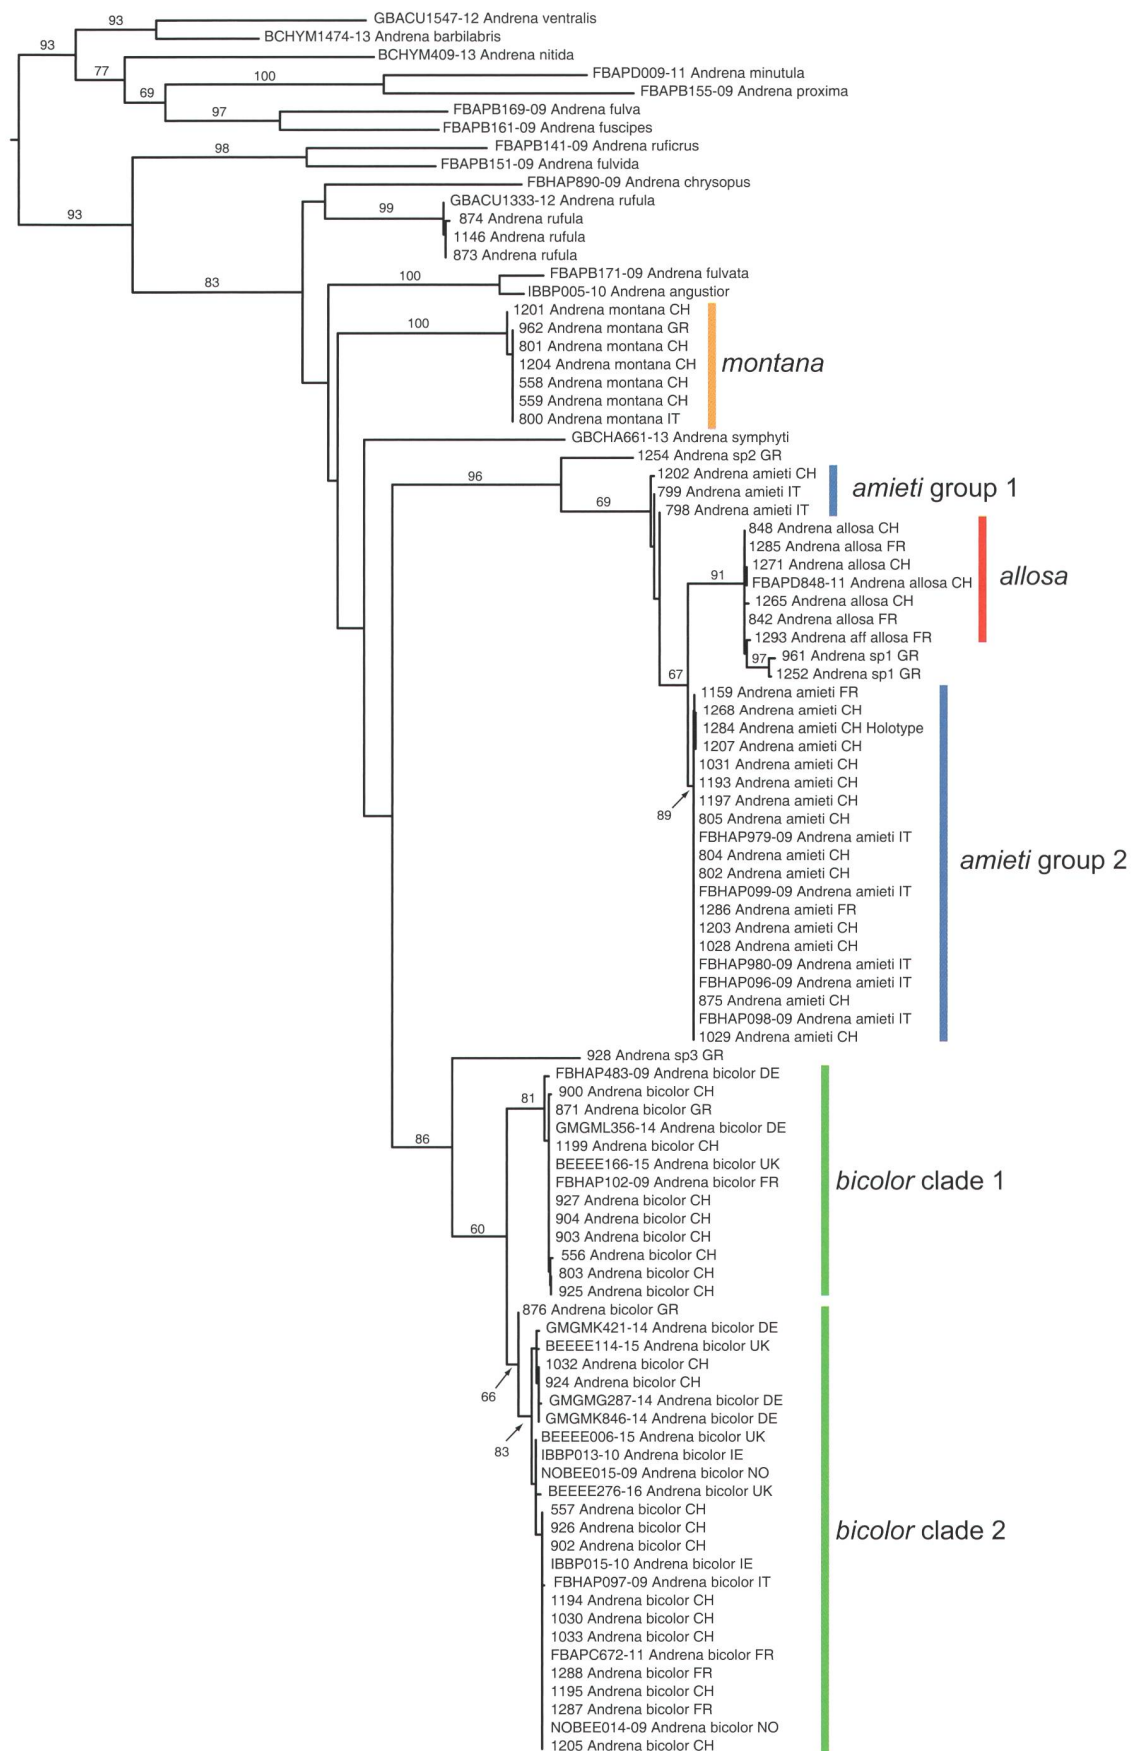 GBACU1547-12 Andrena ventralis
93
BCHYM1474-13 Andrena barbilabris
93
BCHYM409-13 Andrena nitida
77
FBAPD009-11 Andrena minutula
100
69
FBAPB155-09 Andrena proxima
FBAPB169-09 Andrena fulva
97
FBAPB161-09 Andrena fuscipes
FBAPB141-09 Andrena ruficrus
98
FBAPB151-09 Andrena fulvida
FBHAP890-09 Andrena chrysopus
GBACU1333-12 Andrena rufula
99
93
874 Andrena rufula
1146 Andrena rufula
873 Andrena rufula
FBAPB171-09 Andrena fulvata
100
83
IBBP005-10 Andrena angustior
1201 Andrena montana CH
100
962 Andrena montana GR
801 Andrena montana CH
1204 Andrena montana CH
montana
558 Andrena montana CH
559 Andrena montana CH
800 Andrena montana IT
GBCHA661-13 Andrena symphyti
1254 Andrena sp2 GR
96
1202 Andrena amieti CH
799 Andrena amieti IT
amieti group 1
69
798 Andrena amieti IT
848 Andrena allosa CH
1285 Andrena allosa FR
1271 Andrena allosa CH
91
FBAPD848-11 Andrena allosa CH
allosa
1265 Andrena allosa CH
842 Andrena allosa FR
1293 Andrena aff allosa FR
97
961 Andrena sp1 GR
67
1252 Andrena sp1 GR
1159 Andrena amieti FR
1268 Andrena amieti CH
1284 Andrena amieti CH Holotype
1207 Andrena amieti CH
1031 Andrena amieti CH
1193 Andrena amieti CH
1197 Andrena amieti CH
89
805 Andrena amieti CH
FBHAP979-09 Andrena amieti IT
804 Andrena amieti CH
amieti group 2
802 Andrena amieti CH
FBHAP099-09 Andrena amieti IT
1286 Andrena amieti FR
1203 Andrena amieti CH
1028 Andrena amieti CH
FBHAP980-09 Andrena amieti IT
FBHAP096-09 Andrena amieti IT
875 Andrena amieti CH
FBHAP098-09 Andrena amieti IT
1029 Andrena amieti CH
928 Andrena sp3 GR
FBHAP483-09 Andrena bicolor DE
81
900 Andrena bicolor CH
871 Andrena bicolor GR
GMGML356-14 Andrena bicolor DE
86
1199 Andrena bicolor CH
BEEEE166-15 Andrena bicolor UK
FBHAP102-09 Andrena bicolor FR
bicolor clade 1
927 Andrena bicolor CH
904 Andrena bicolor CH
60
903 Andrena bicolor CH
556 Andrena bicolor CH
803 Andrena bicolor CH
925 Andrena bicolor CH
876 Andrena bicolor GR
GMGMK421-14 Andrena bicolor DE
BEEEE114-15 Andrena bicolor UK
1032 Andrena bicolor CH
924 Andrena bicolor CH
66
GMGMG287-14 Andrena bicolor DE
GMGMK846-14 Andrena bicolor DE
BEEEE006-15 Andrena bicolor UK
83
IBBP013-10 Andrena bicolor IE
NOBEE015-09 Andrena bicolor NO
BEEEE276-16 Andrena bicolor UK
557 Andrena bicolor CH
926 Andrena bicolor CH
bicolor clade 2
902 Andrena bicolor CH
IBBP015-10 Andrena bicolor IE
FBHAP097-09 Andrena bicolor IT
1194 Andrena bicolor CH
1030 Andrena bicolor CH
1033 Andrena bicolor CH
FBAPC672-11 Andrena bicolor FR
1288 Andrena bicolor FR
1195 Andrena bicolor CH
1287 Andrena bicolor FR
NOBEE014-09 Andrena bicolor NO
1205 Andrena bicolor CH